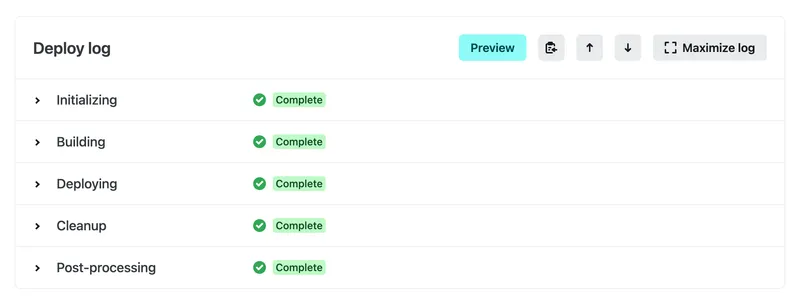 Deploy log
Preview
Maximize log
Initializing Complete
Building Complete
Deploying Complete
Cleanup Complete
Post-processing Complete